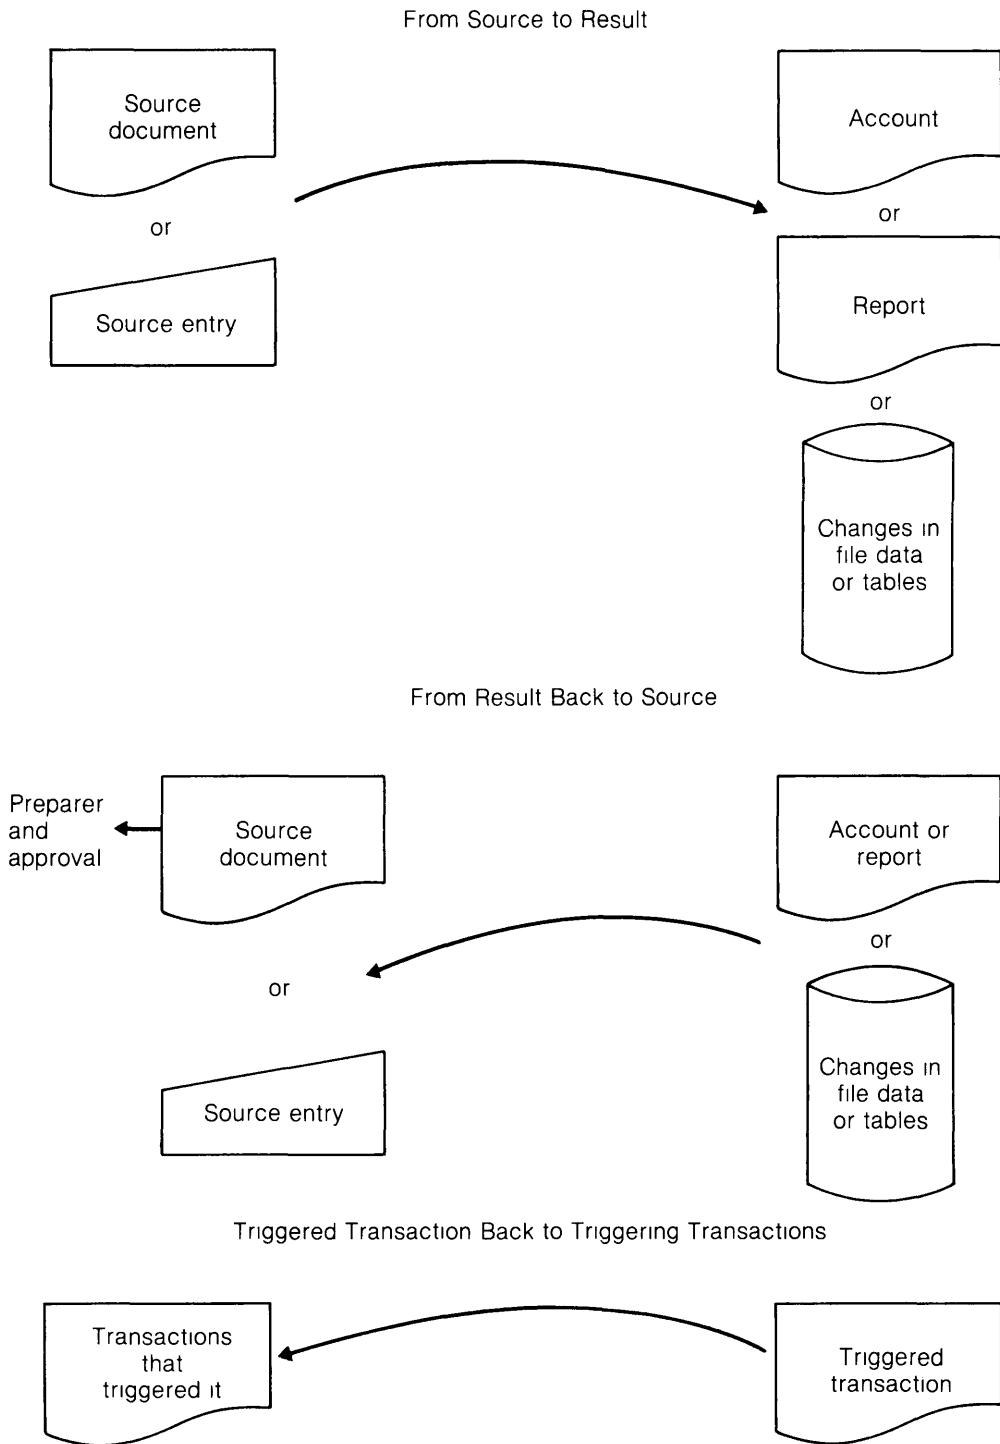 From Source to Result
Source
document
or
Source entry
Account
or
Report
or
Changes in
file data
or tables
From Result Back to Source
Preparer
and
approval
Source
document
or
Source entry
Account or
report
or
Changes in
file data
or tables
Triggered Transaction Back to Triggering Transactions
Transactions
that
triggered it
Triggered
transaction